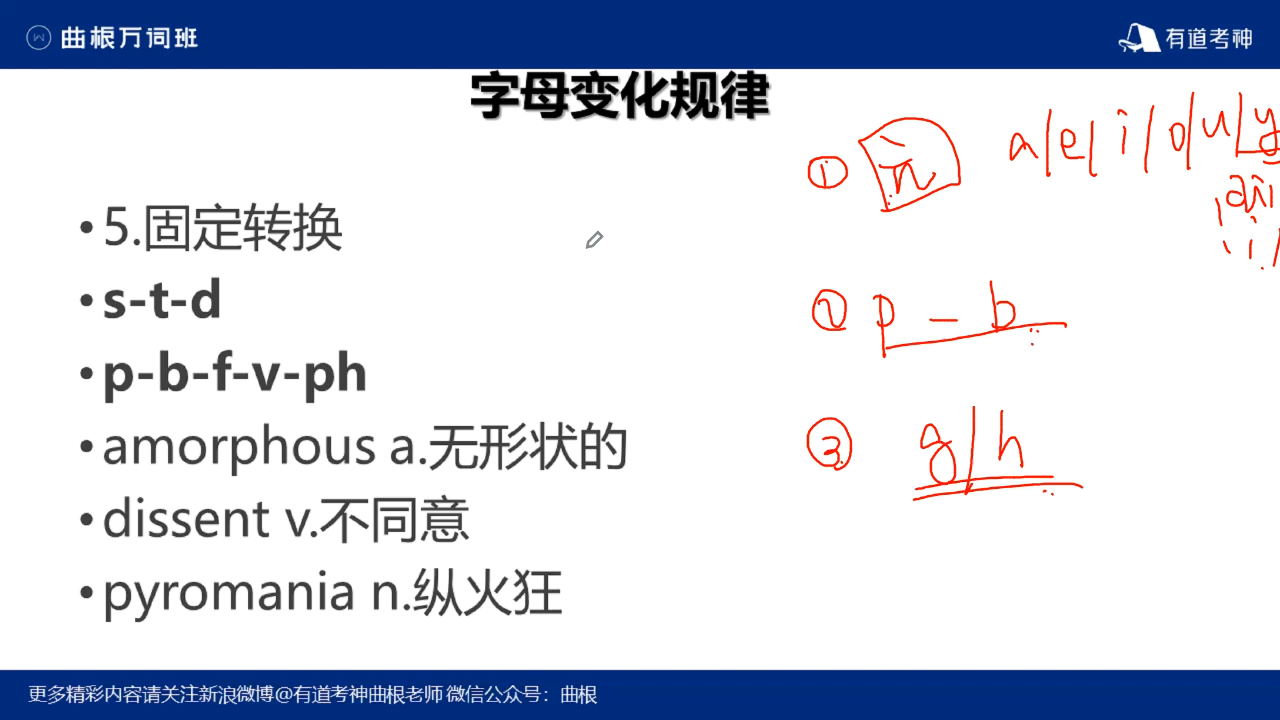 曲根万词班
有道考神
字母变化规律
① 元 a/e/i/o/u/y
• 5.固定转换
• s-t-d
② p - b
• p-b-f-v-ph
• amorphous a.无形状的
③ g/h
• dissent v.不同意
• pyromania n.纵火狂
更多精彩内容请关注新浪微博@有道考神曲根老师 微信公众号：曲根